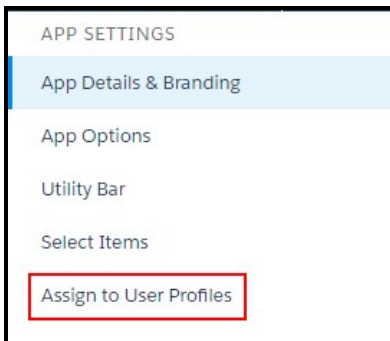 APP SETTINGS
App Details & Branding
App Options
Utility Bar
Select Items
Assign to User Profiles